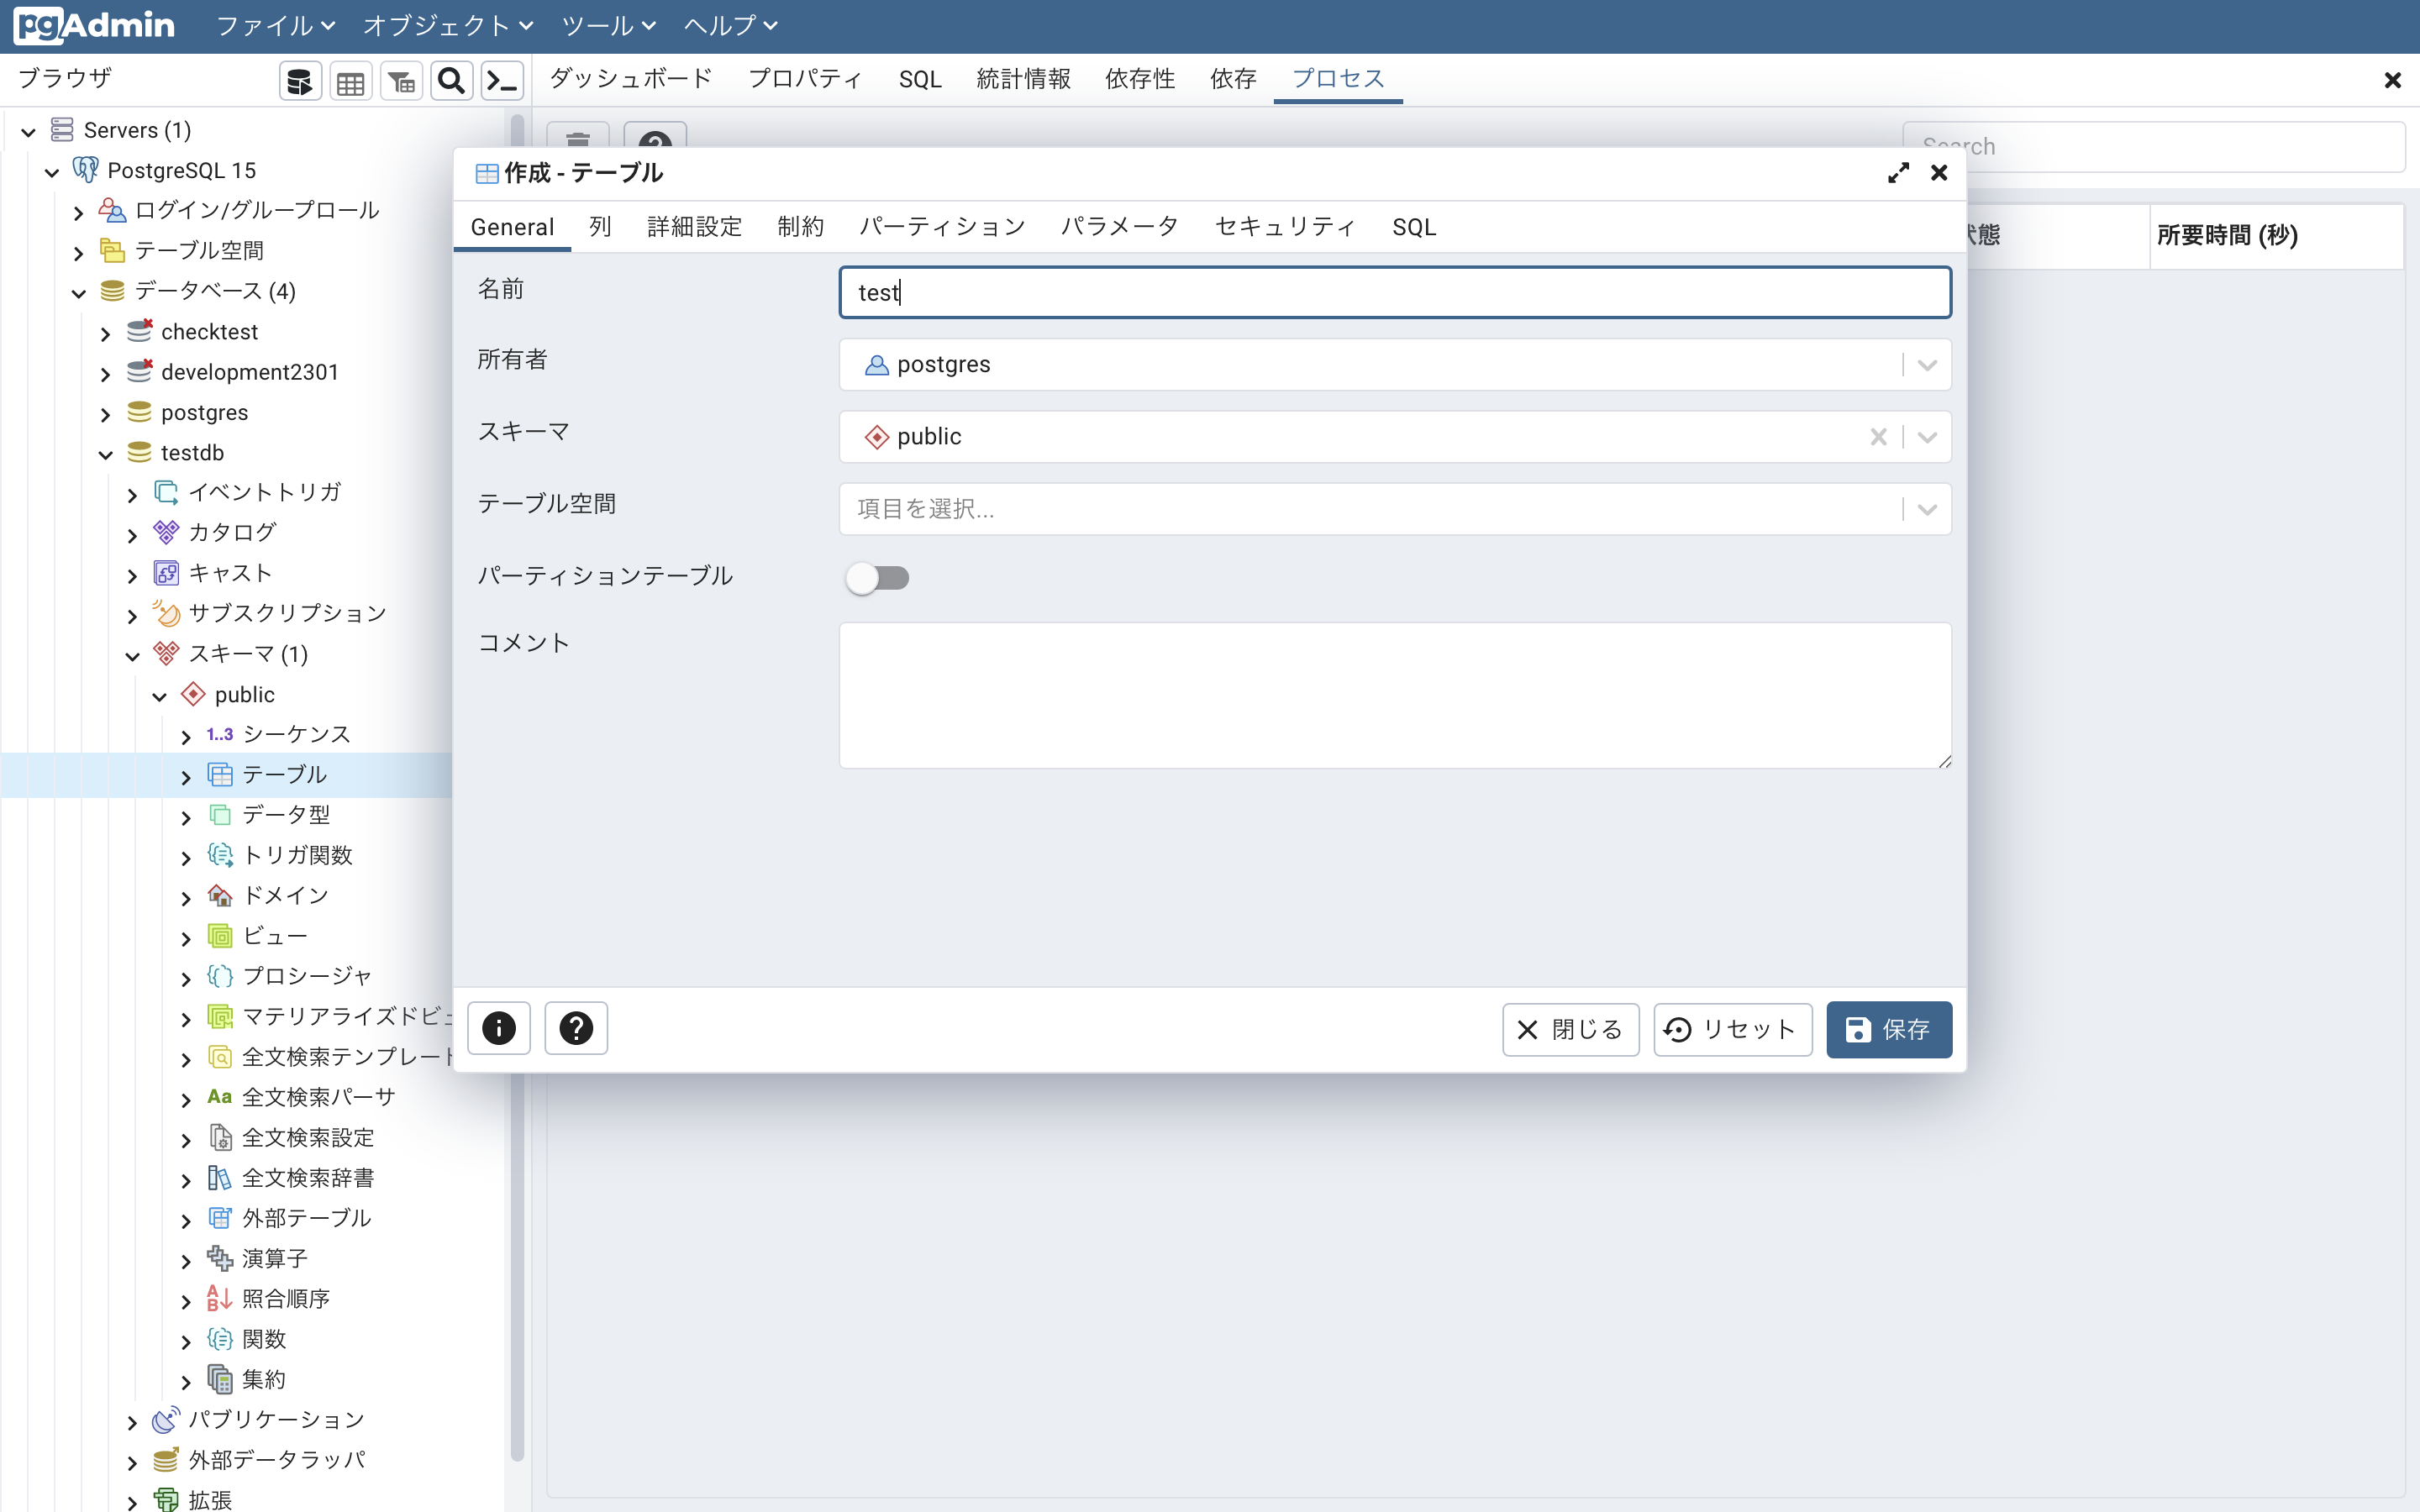 pgAdmin ファイル オブジェクト ツール ヘルプ
ブラウザ
ダッシュボード プロパティ SQL 統計情報 依存性 依存 プロセス
Servers (1)
PostgreSQL 15
ログイン/グループロール
テーブル空間
データベース (4)
checktest
development2301
postgres
testdb
イベントトリガ
カタログ
キャスト
サブスクリプション
スキーマ (1)
public
1..3 シーケンス
テーブル
データ型
トリガ関数
ドメイン
ビュー
プロシージャ
マテリアライズドビュ
全文検索テンプレート
Aa 全文検索パーサ
全文検索設定
全文検索辞書
外部テーブル
演算子
照合順序
関数
集約
パブリケーション
外部データラッパ
拡張
Search
状態 所要時間 (秒)
作成 - テーブル
General 列 詳細設定 制約 パーティション パラメータ セキュリティ SQL
名前 test
所有者 postgres
スキーマ public
テーブル空間 項目を選択...
パーティションテーブル
コメント
閉じる リセット 保存